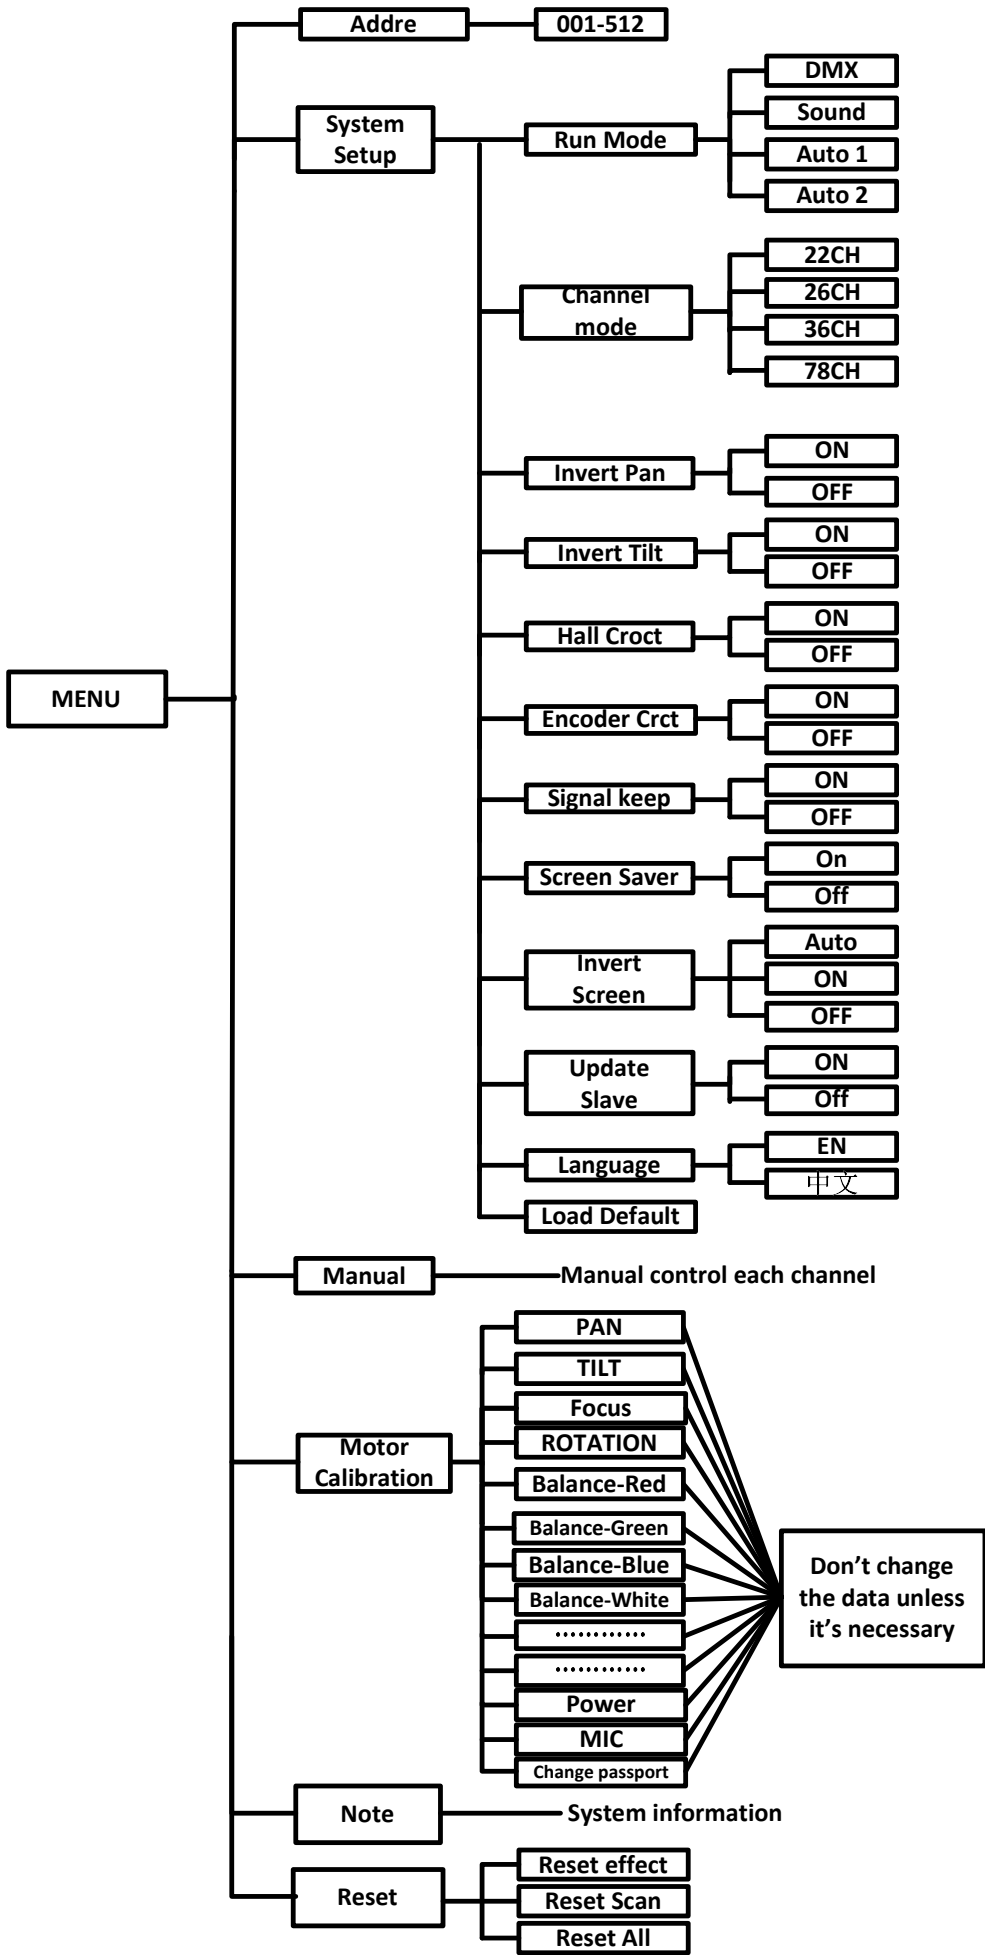 Addre
001-512
System
Setup
Run Mode
DMX
Sound
Auto 1
Auto 2
Channel
mode
22CH
26CH
36CH
78CH
Invert Pan
ON
OFF
Invert Tilt
ON
OFF
Hall Croct
ON
OFF
MENU
Encoder Crct
ON
OFF
Signal keep
ON
OFF
Screen Saver
On
Off
Invert
Screen
Auto
ON
OFF
Update
Slave
ON
Off
Language
EN
中文
Load Default
Manual
Manual control each channel
Motor
Calibration
PAN
TILT
Focus
ROTATION
Balance-Red
Balance-Green
Balance-Blue
Balance-White
............
............
Power
MIC
Change passport
Don’t change
the data unless
it’s necessary
Note
System information
Reset
Reset effect
Reset Scan
Reset All